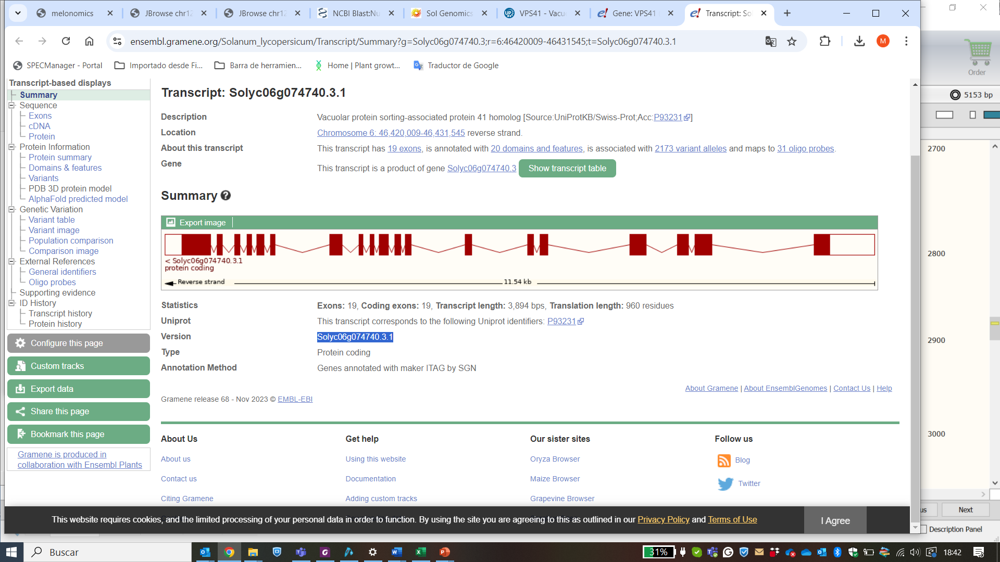 melonomics
JBrowse chr12
JBrowse chr12
NCBI Blast:Nu
Sol Genomics
VPS41 - Vacu
Gene: VPS41
Transcript: So
ensembl.gramene.org/Solanum_lycopersicum/Transcript/Summary?g=Solyc06g074740.3;r=6:46420009-46431545;t=Solyc06g074740.3.1
M
SPECManager - Portal
Importado desde Fi...
Barra de herramien...
Home | Plant growt...
Traductor de Google
Order
5153 bp
Transcript-based displays
Summary
Sequence
Exons
cDNA
Protein
Protein Information
Protein summary
Domains & features
Variants
PDB 3D protein model
AlphaFold predicted model
Genetic Variation
Variant table
Variant image
Population comparison
Comparison image
External References
General identifiers
Oligo probes
Supporting evidence
ID History
Transcript history
Protein history
Configure this page
Custom tracks
Export data
Share this page
Bookmark this page
Gramene is produced in
collaboration with Ensembl Plants
Transcript: Solyc06g074740.3.1
Description
Vacuolar protein sorting-associated protein 41 homolog [Source:UniProtKB/Swiss-Prot;Acc:P93231]
Location
Chromosome 6: 46,420,009-46,431,545 reverse strand.
About this transcript
This transcript has 19 exons, is annotated with 20 domains and features, is associated with 2173 variant alleles and maps to 31 oligo probes.
Gene
This transcript is a product of gene Solyc06g074740.3 Show transcript table
Summary
Export image
< Solyc06g074740.3.1
protein coding
Reverse strand
11.54 kb
Statistics
Exons: 19, Coding exons: 19, Transcript length: 3,894 bps, Translation length: 960 residues
Uniprot
This transcript corresponds to the following Uniprot identifiers: P93231
Version
Solyc06g074740.3.1
Type
Protein coding
Annotation Method
Genes annotated with maker ITAG by SGN
About Gramene | About EnsemblGenomes | Contact Us | Help
Gramene release 68 - Nov 2023 © EMBL-EBI
About Us
About us
Contact us
Citing Gramene
Get help
Using this website
Documentation
Adding custom tracks
Our sister sites
Oryza Browser
Maize Browser
Grapevine Browser
Follow us
Blog
Twitter
This website requires cookies, and the limited processing of your personal data in order to function. By using the site you are agreeing to this as outlined in our Privacy Policy and Terms of Use
I Agree
2700
2800
2900
3000
us
Next
Description Panel
Buscar
31%
18:42